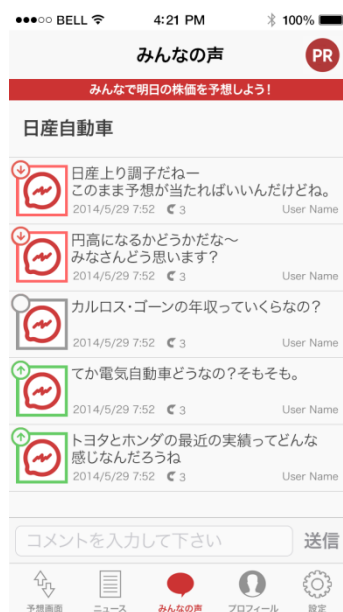 BELL 4:21 PM 100%
みんなの声 PR
みんなで明日の株価を予想しよう!
日産自動車
日産上り調子だねー
このまま予想が当たればいいんだけどね。
2014/5/29 7:52 3 User Name
円高になるかどうかだな〜
みなさんどう思います?
2014/5/29 7:52 3 User Name
カルロス・ゴーンの年収っていくらなの?
2014/5/29 7:52 3 User Name
てか電気自動車どうなの?そもそも。
2014/5/29 7:52 3 User Name
トヨタとホンダの最近の実績ってどんな
感じなんだろうね
2014/5/29 7:52 3 User Name
コメントを入力して下さい 送信
予想画面 ニュース みんなの声 プロフィール 設定